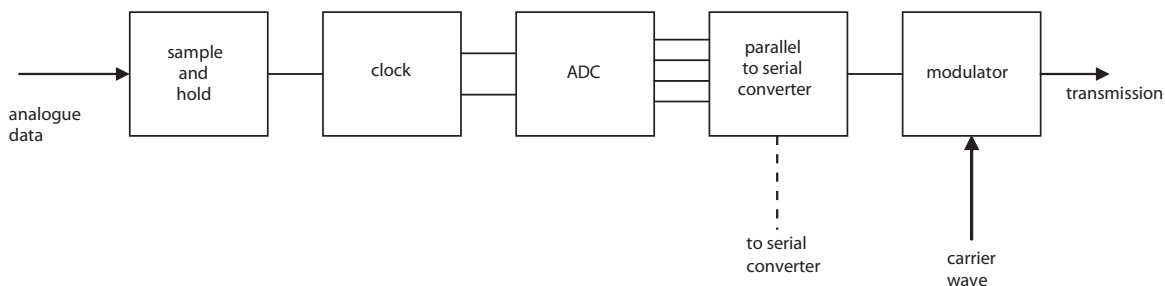 analogue
data
sample
and
hold
clock
ADC
parallel
to serial
converter
modulator
transmission
to serial
converter
carrier
wave